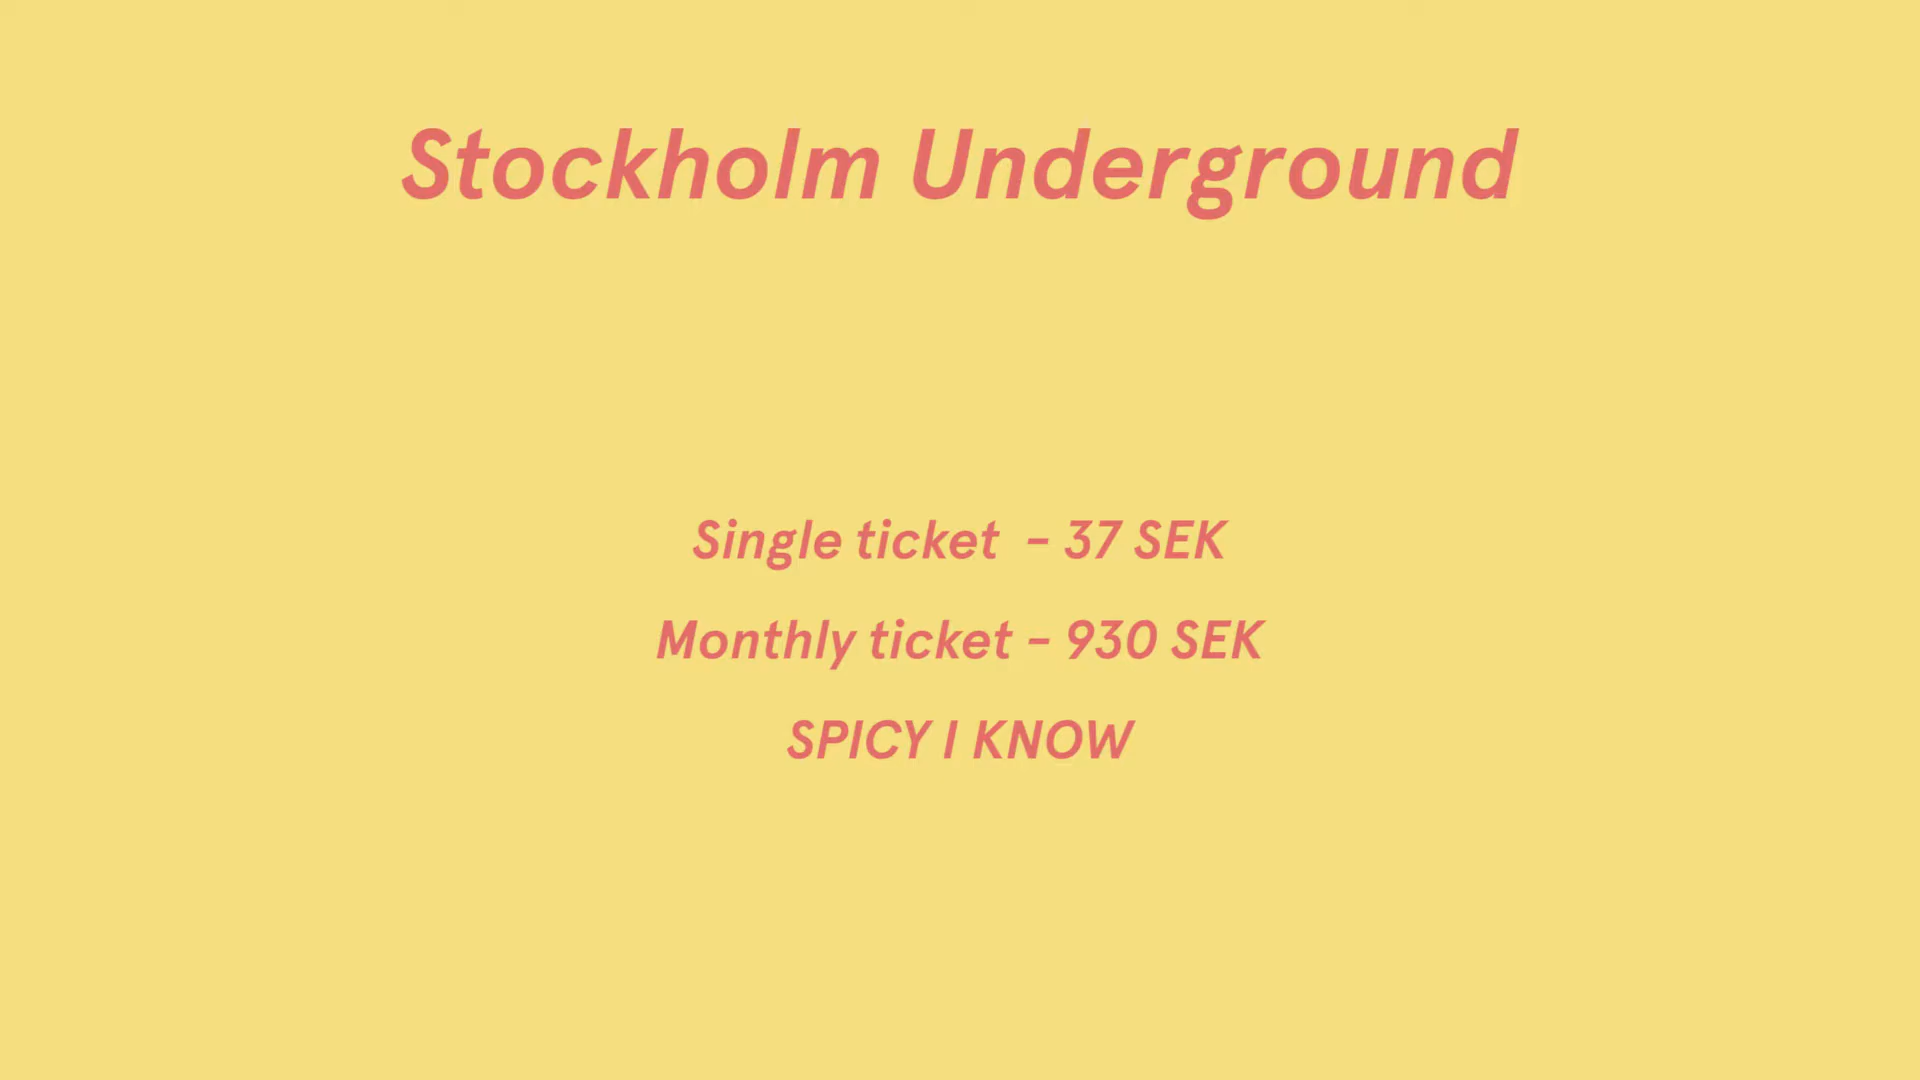 Stockholm Underground
Single ticket - 37 SEK
Monthly ticket - 930 SEK
SPICY I KNOW